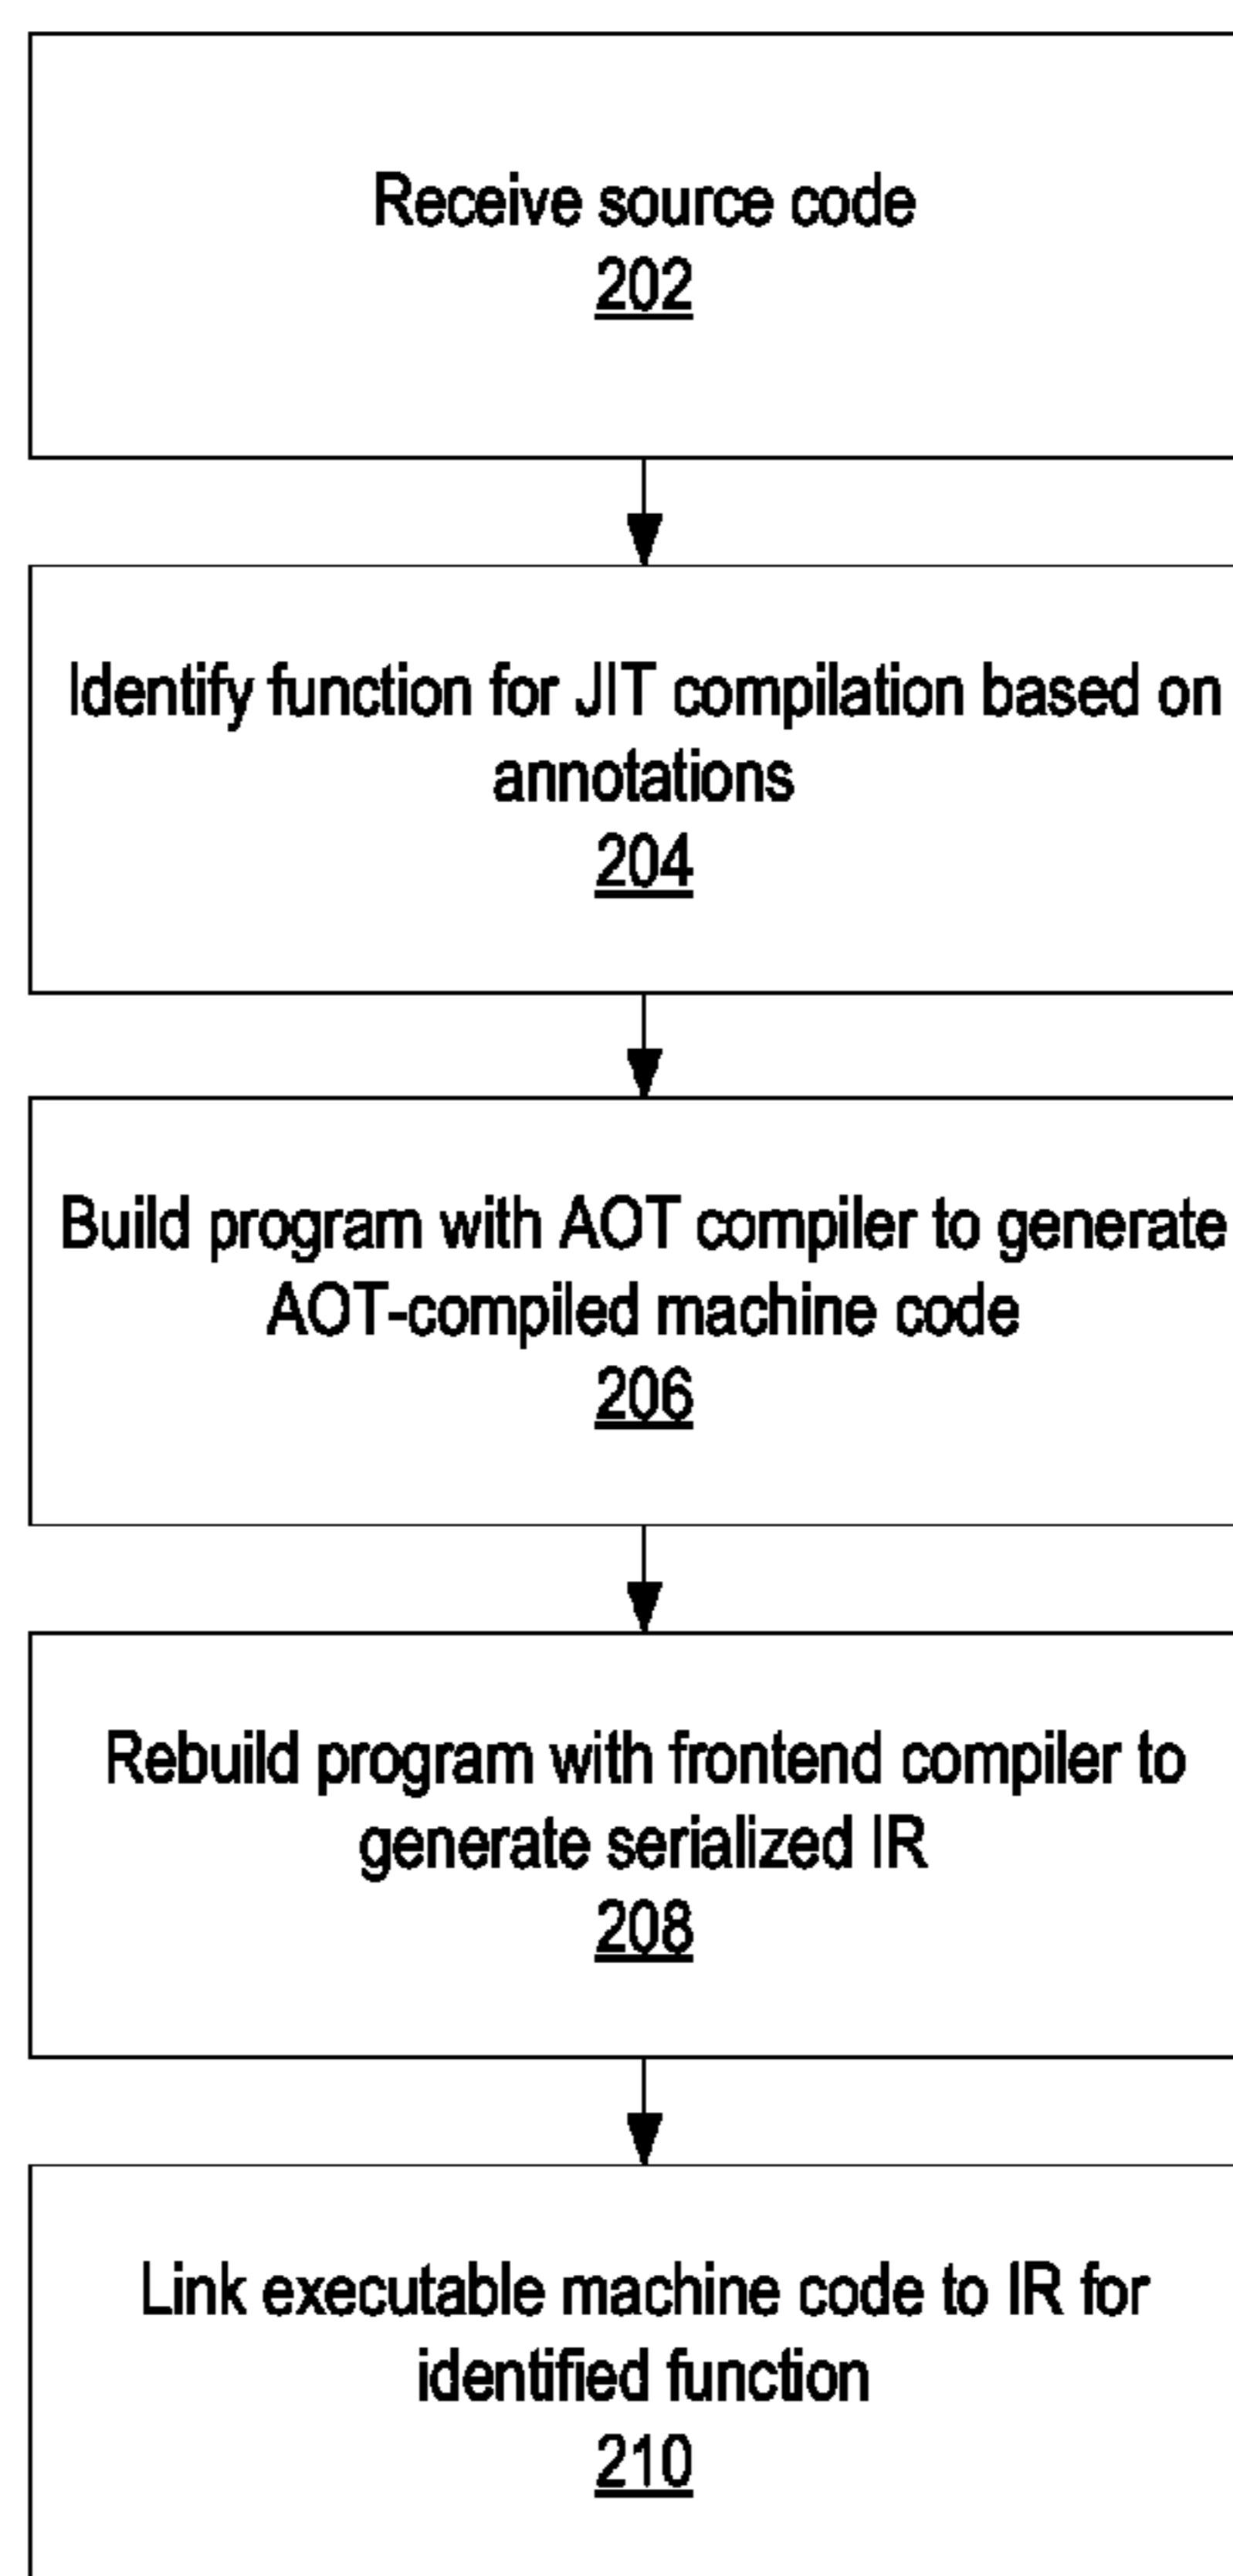 Receive source code
202
Identify function for JIT compilation based on
annotations
204
Build program with AOT compiler to generate
AOT-compiled machine code
206
Rebuild program with frontend compiler to
generate serialized IR
208
Link executable machine code to IR for
identified function
210